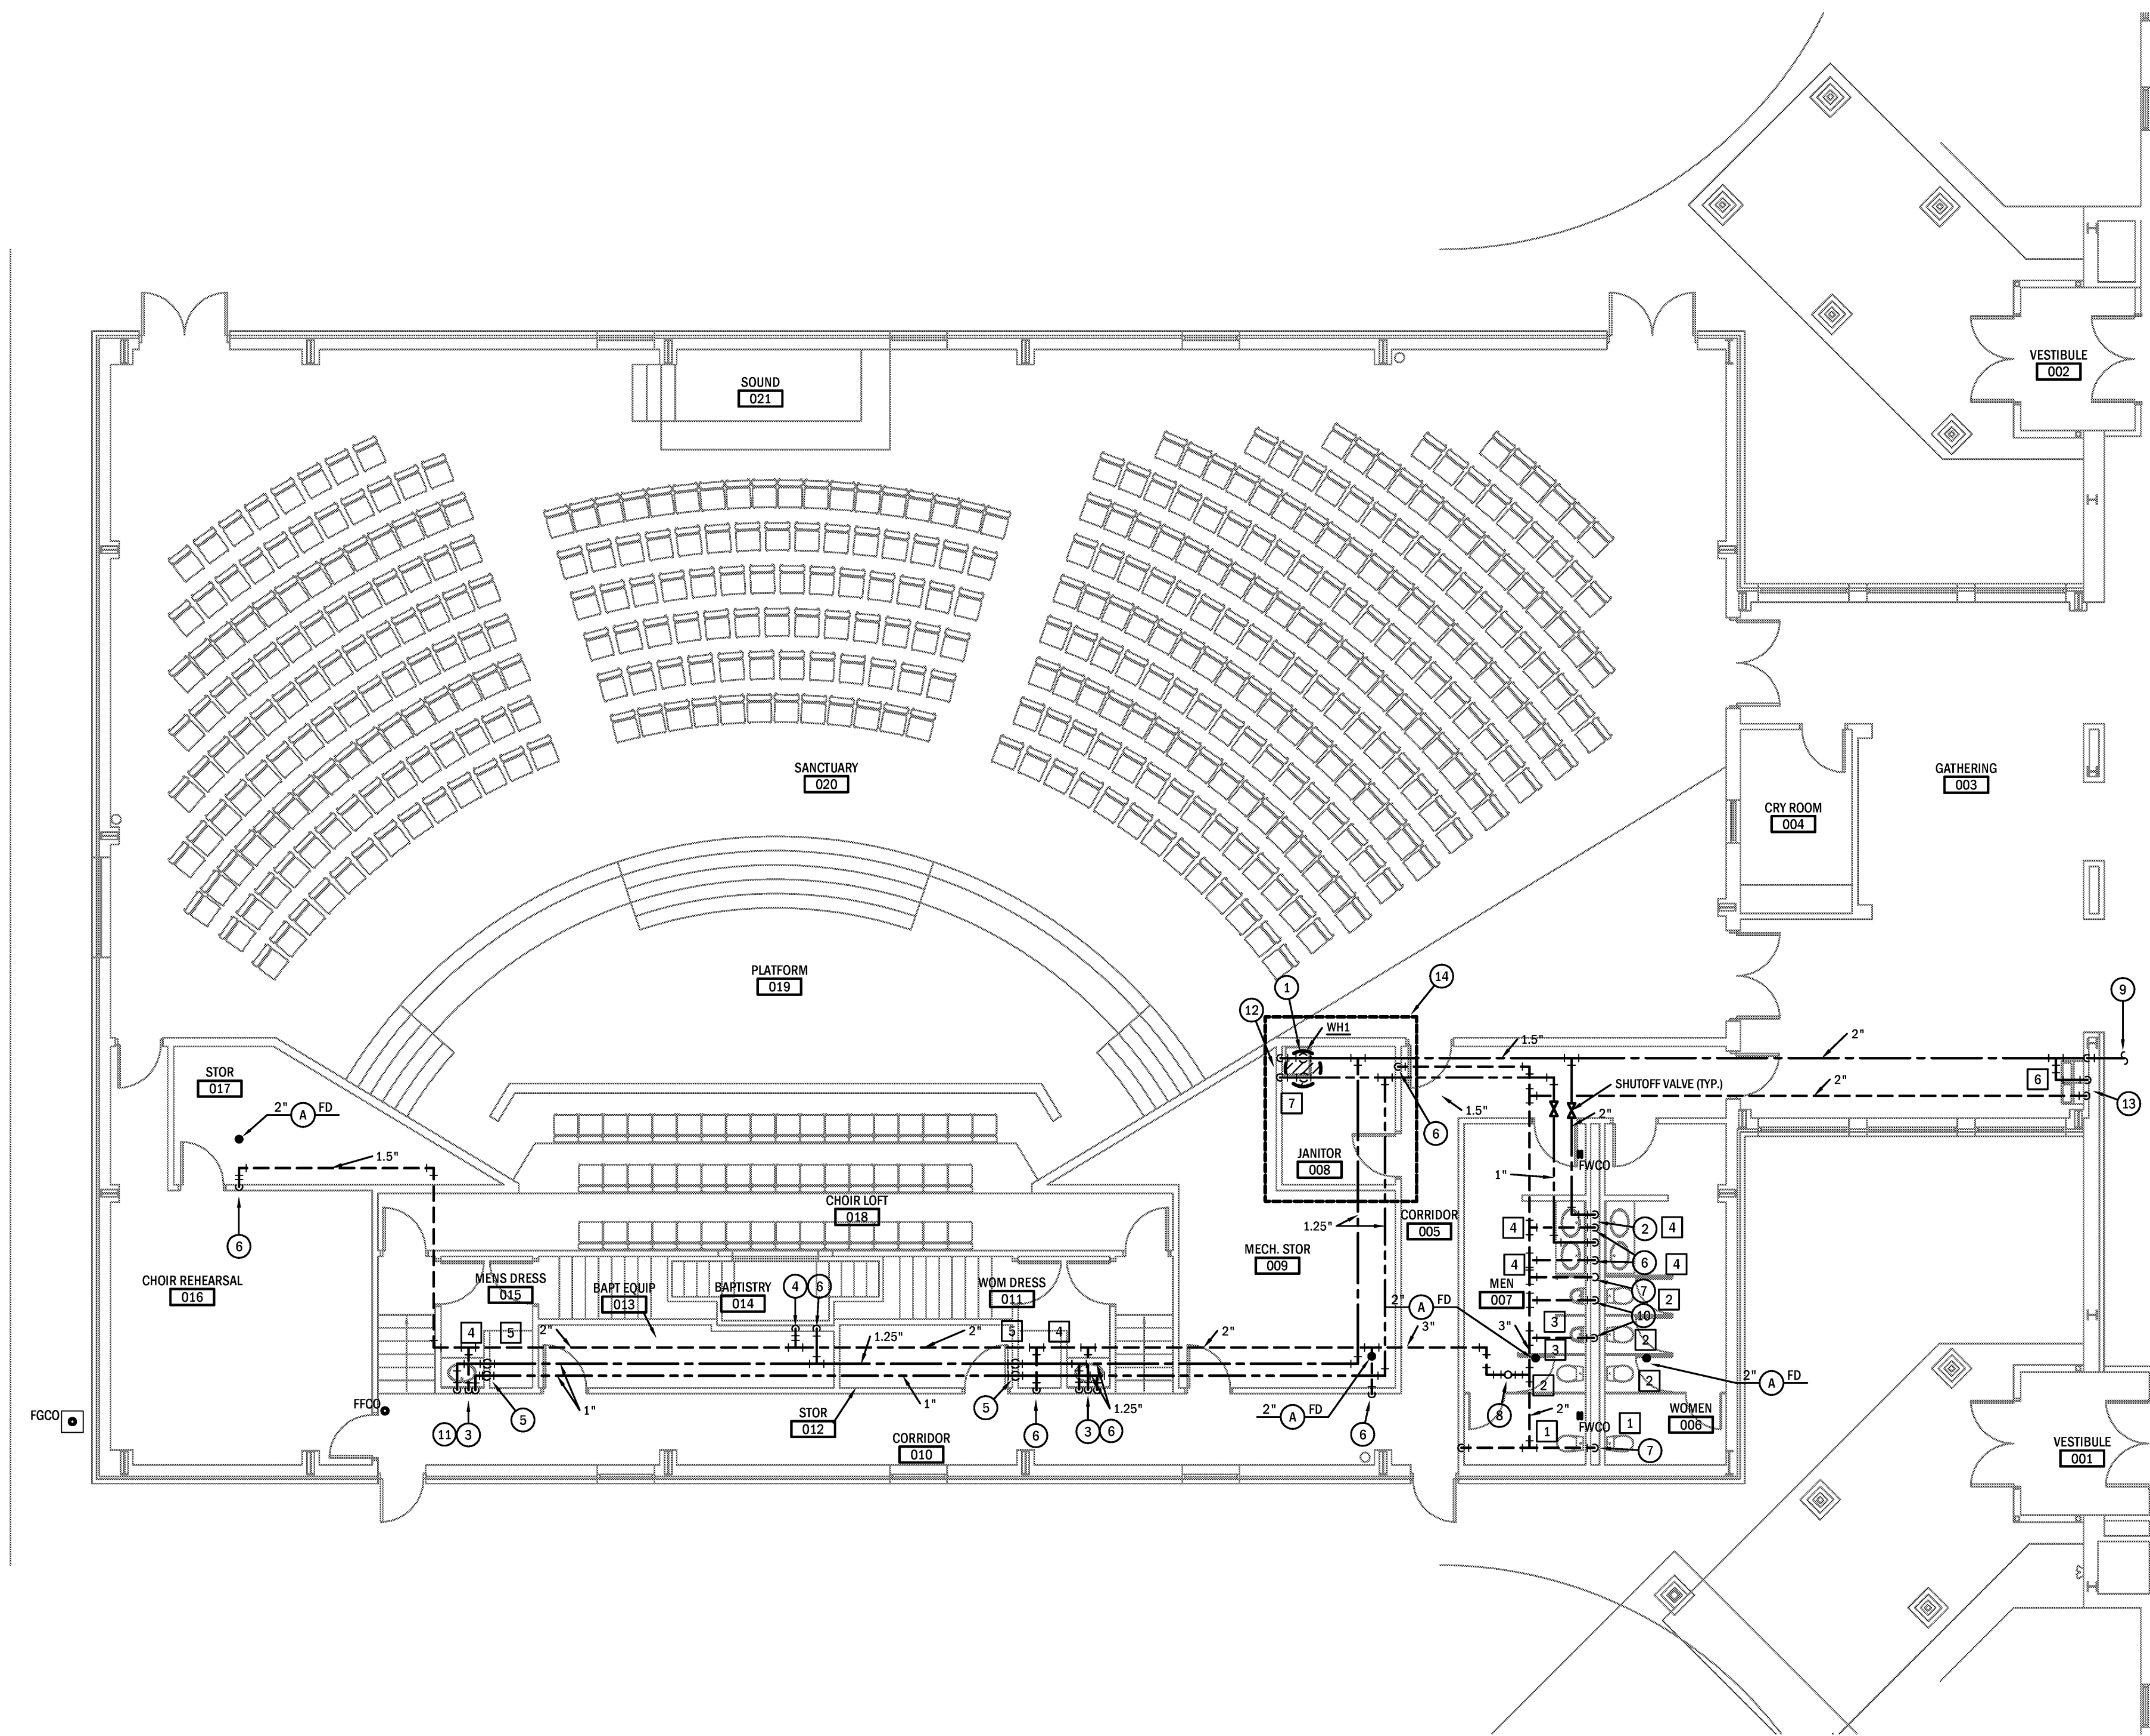 VESTIBULE
002
SOUND
021
SANCTUARY
020
GATHERING
003
CRY ROOM
004
PLATFORM
019
14
1
12
9
WH1
1.5"
2"
STOR
017
2" A FD
7
SHUTOFF VALVE (TYP.)
2"
6
13
1.5"
2"
6
1.5"
JANITOR
008
FWCO
1"
CHOIR LOFT
018
CORRIDOR
005
4
2
4
1.25"
6
MECH. STOR
009
4
6
4
CHOIR REHEARSAL
016
MENS DRESS
015
BAPT EQUIP
013
BAPTISTRY
014
4
6
WOM DRESS
011
MEN
007
7
2
2" A FD
10
3
2
4
5
2"
1.25"
2"
5
4
2"
3"
3"
3
2" A FD
2
2
FGCO
FFCO
1"
1"
1.25"
2" A FD
8
2"
WOMEN
006
5
5
11
3
STOR
012
6
3
6
6
FWCO
1
1
7
CORRIDOR
010
VESTIBULE
001